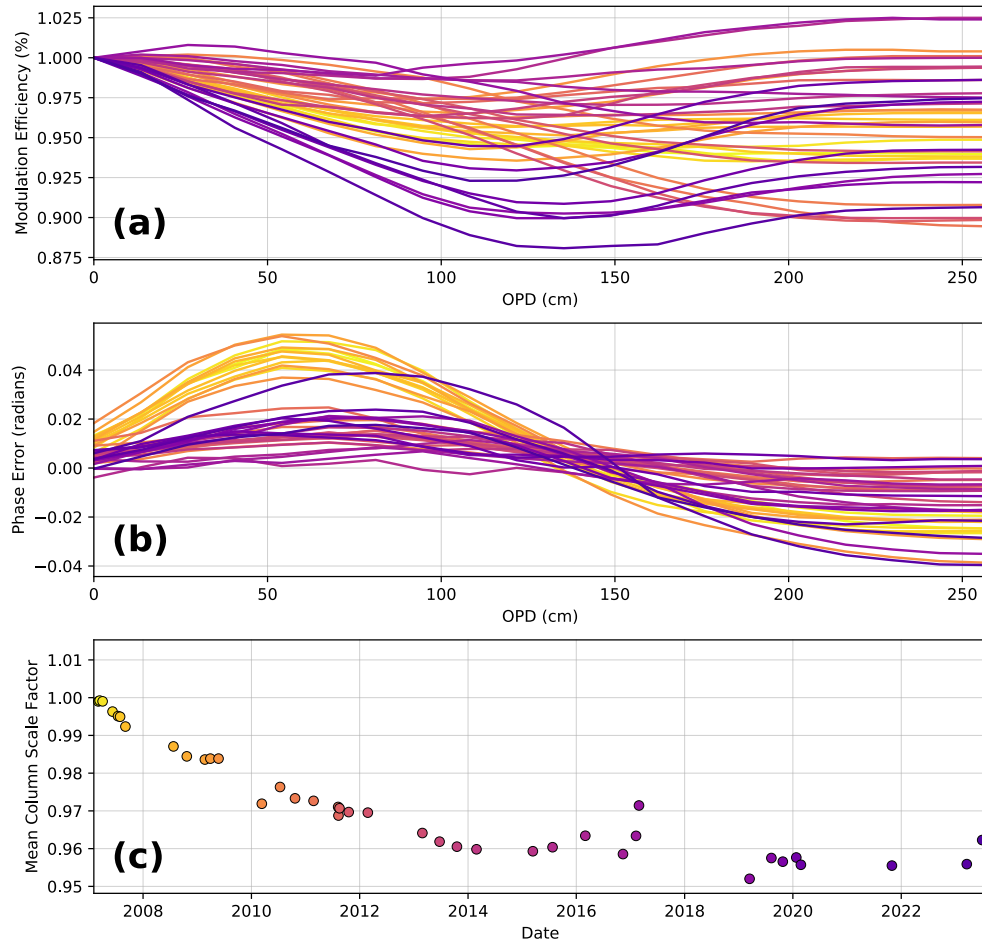 1.025
1.000
0.975
0.950
0.925
0.900
0.875
Modulation Efficiency (%)
(a)
0 50 100 150 200 250
OPD (cm)
0.04
0.02
0.00
−0.02
−0.04
Phase Error (radians)
(b)
0 50 100 150 200 250
OPD (cm)
1.01
1.00
0.99
0.98
0.97
0.96
0.95
Mean Column Scale Factor
(c)
2008 2010 2012 2014 2016 2018 2020 2022
Date